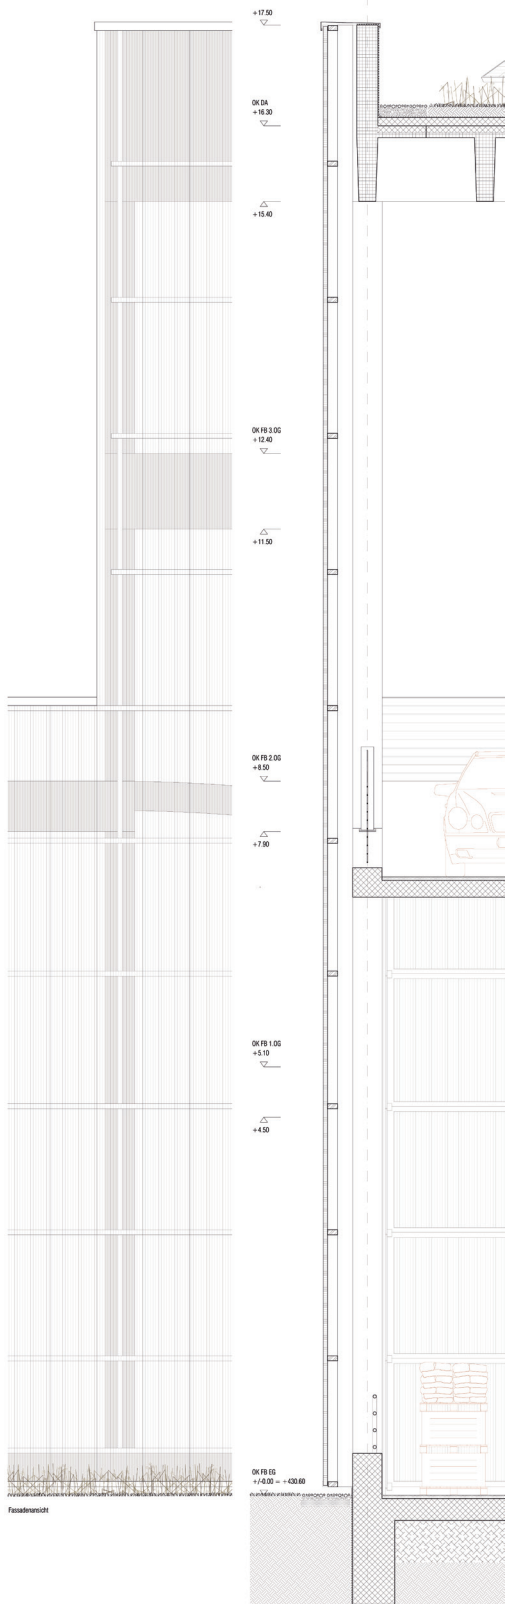 +17.50
OK DA
+16.30
+15.40
OK FB 3.OG
+12.40
+11.50
OK FB 2.OG
+8.50
+7.90
OK FB 1.OG
+5.10
+4.50
OK FB EG
+/-0.00 = +430.60
Fassadenansicht